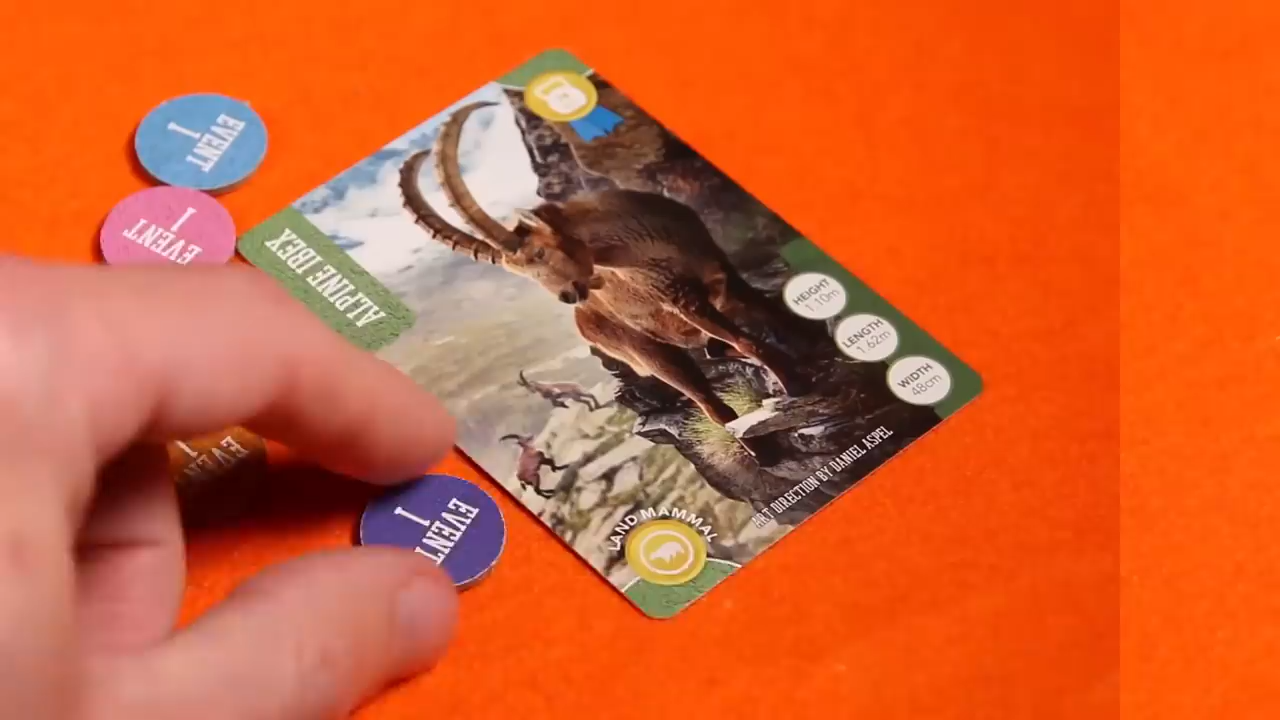 EVENT
1
EVENT
1
ALPINE IBEX
HEIGHT
1.10m
LENGTH
1.62m
WIDTH
48cm
ART DIRECTION BY DANIEL ASPEL
LAND MAMMAL
EVENT
1